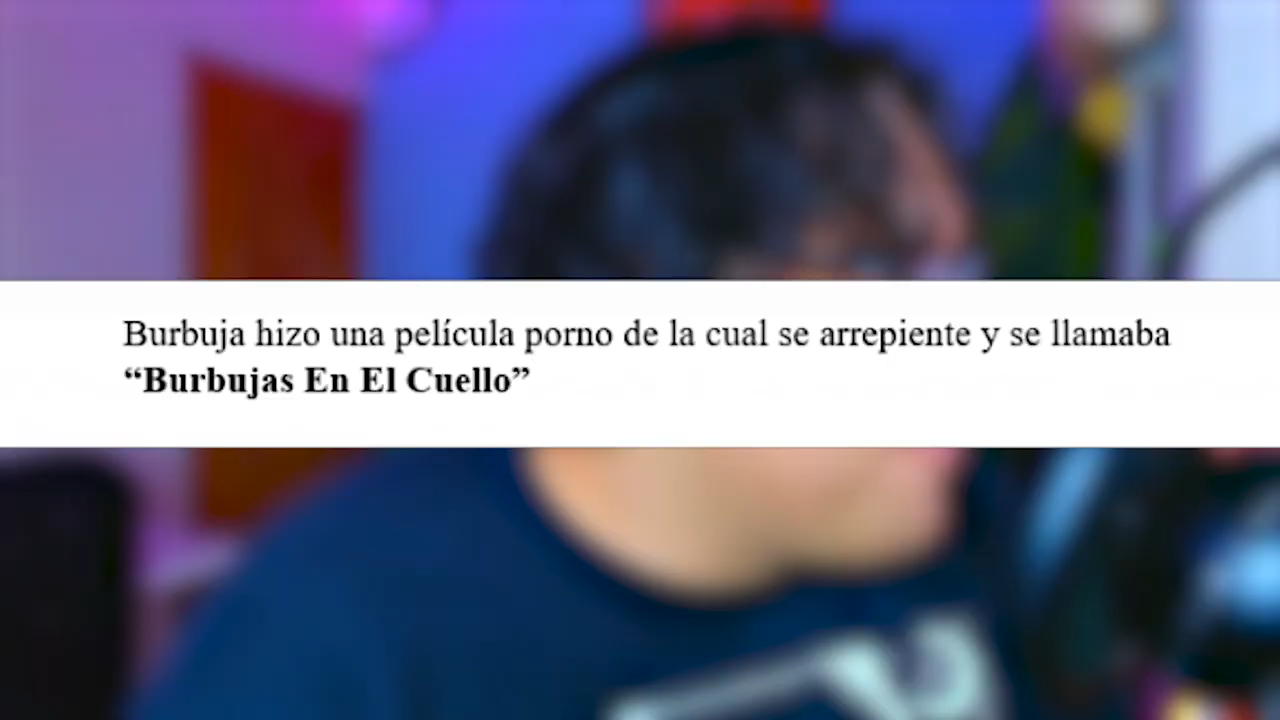 Burbuja hizo una película porno de la cual se arrepiente y se llamaba
“Burbujas En El Cuello”